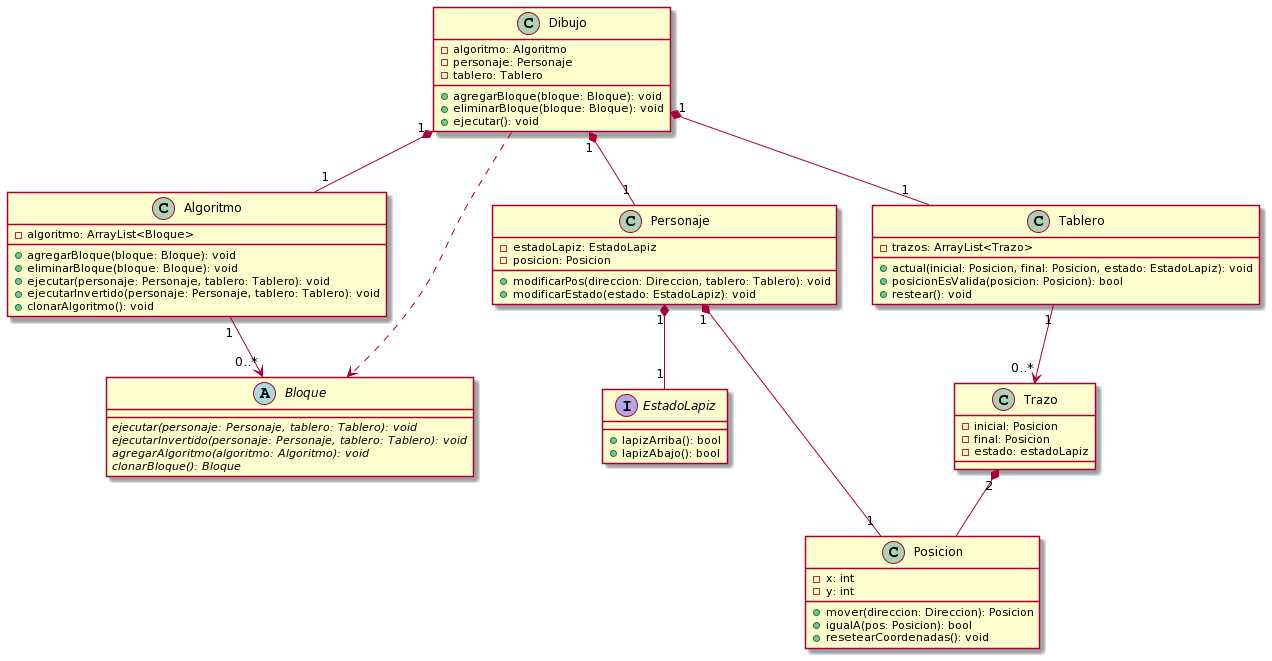 C Dibujo
algoritmo: Algoritmo
personaje: Personaje
tablero: Tablero
agregarBloque(bloque: Bloque): void
eliminarBloque(bloque: Bloque): void
ejecutar(): void
1
1
1
1
1
1
C Algoritmo
algoritmo: ArrayList<Bloque>
agregarBloque(bloque: Bloque): void
eliminarBloque(bloque: Bloque): void
ejecutar(personaje: Personaje, tablero: Tablero): void
ejecutarInvertido(personaje: Personaje, tablero: Tablero): void
clonarAlgoritmo(): void
C Personaje
estadoLapiz: EstadoLapiz
posicion: Posicion
modificarPos(direccion: Direccion, tablero: Tablero): void
modificarEstado(estado: EstadoLapiz): void
C Tablero
trazos: ArrayList<Trazo>
actual(inicial: Posicion, final: Posicion, estado: EstadoLapiz): void
posicionEsValida(posicion: Posicion): bool
restear(): void
1
0..*
1
1
1
1
1
0..*
A Bloque
ejecutar(personaje: Personaje, tablero: Tablero): void
ejecutarInvertido(personaje: Personaje, tablero: Tablero): void
agregarAlgoritmo(algoritmo: Algoritmo): void
clonarBloque(): Bloque
I EstadoLapiz
lapizArriba(): bool
lapizAbajo(): bool
C Trazo
inicial: Posicion
final: Posicion
estado: estadoLapiz
2
C Posicion
x: int
y: int
mover(direccion: Direccion): Posicion
igualA(pos: Posicion): bool
resetearCoordenadas(): void